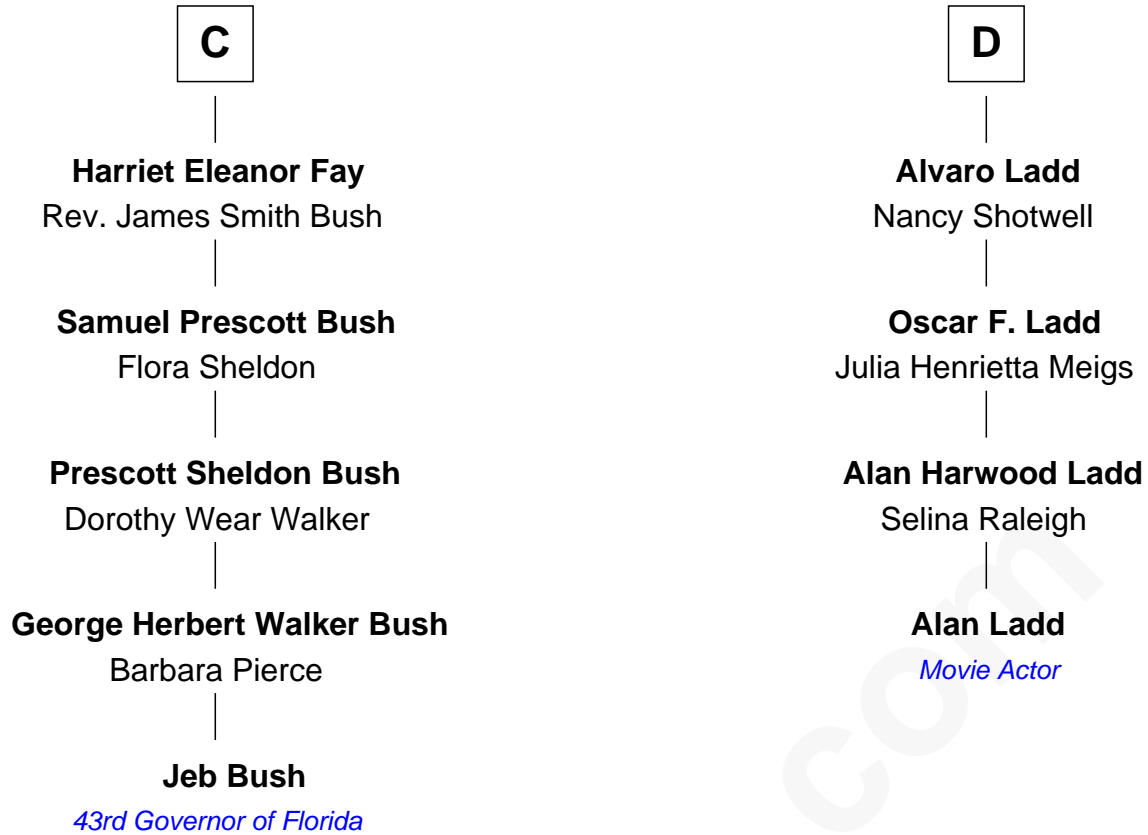 C
Harriet Eleanor Fay
Rev. James Smith Bush
Samuel Prescott Bush
Flora Sheldon
Prescott Sheldon Bush
Dorothy Wear Walker
George Herbert Walker Bush
Barbara Pierce
Jeb Bush
43rd Governor of Florida
D
Alvaro Ladd
Nancy Shotwell
Oscar F. Ladd
Julia Henrietta Meigs
Alan Harwood Ladd
Selina Raleigh
Alan Ladd
Movie Actor
com